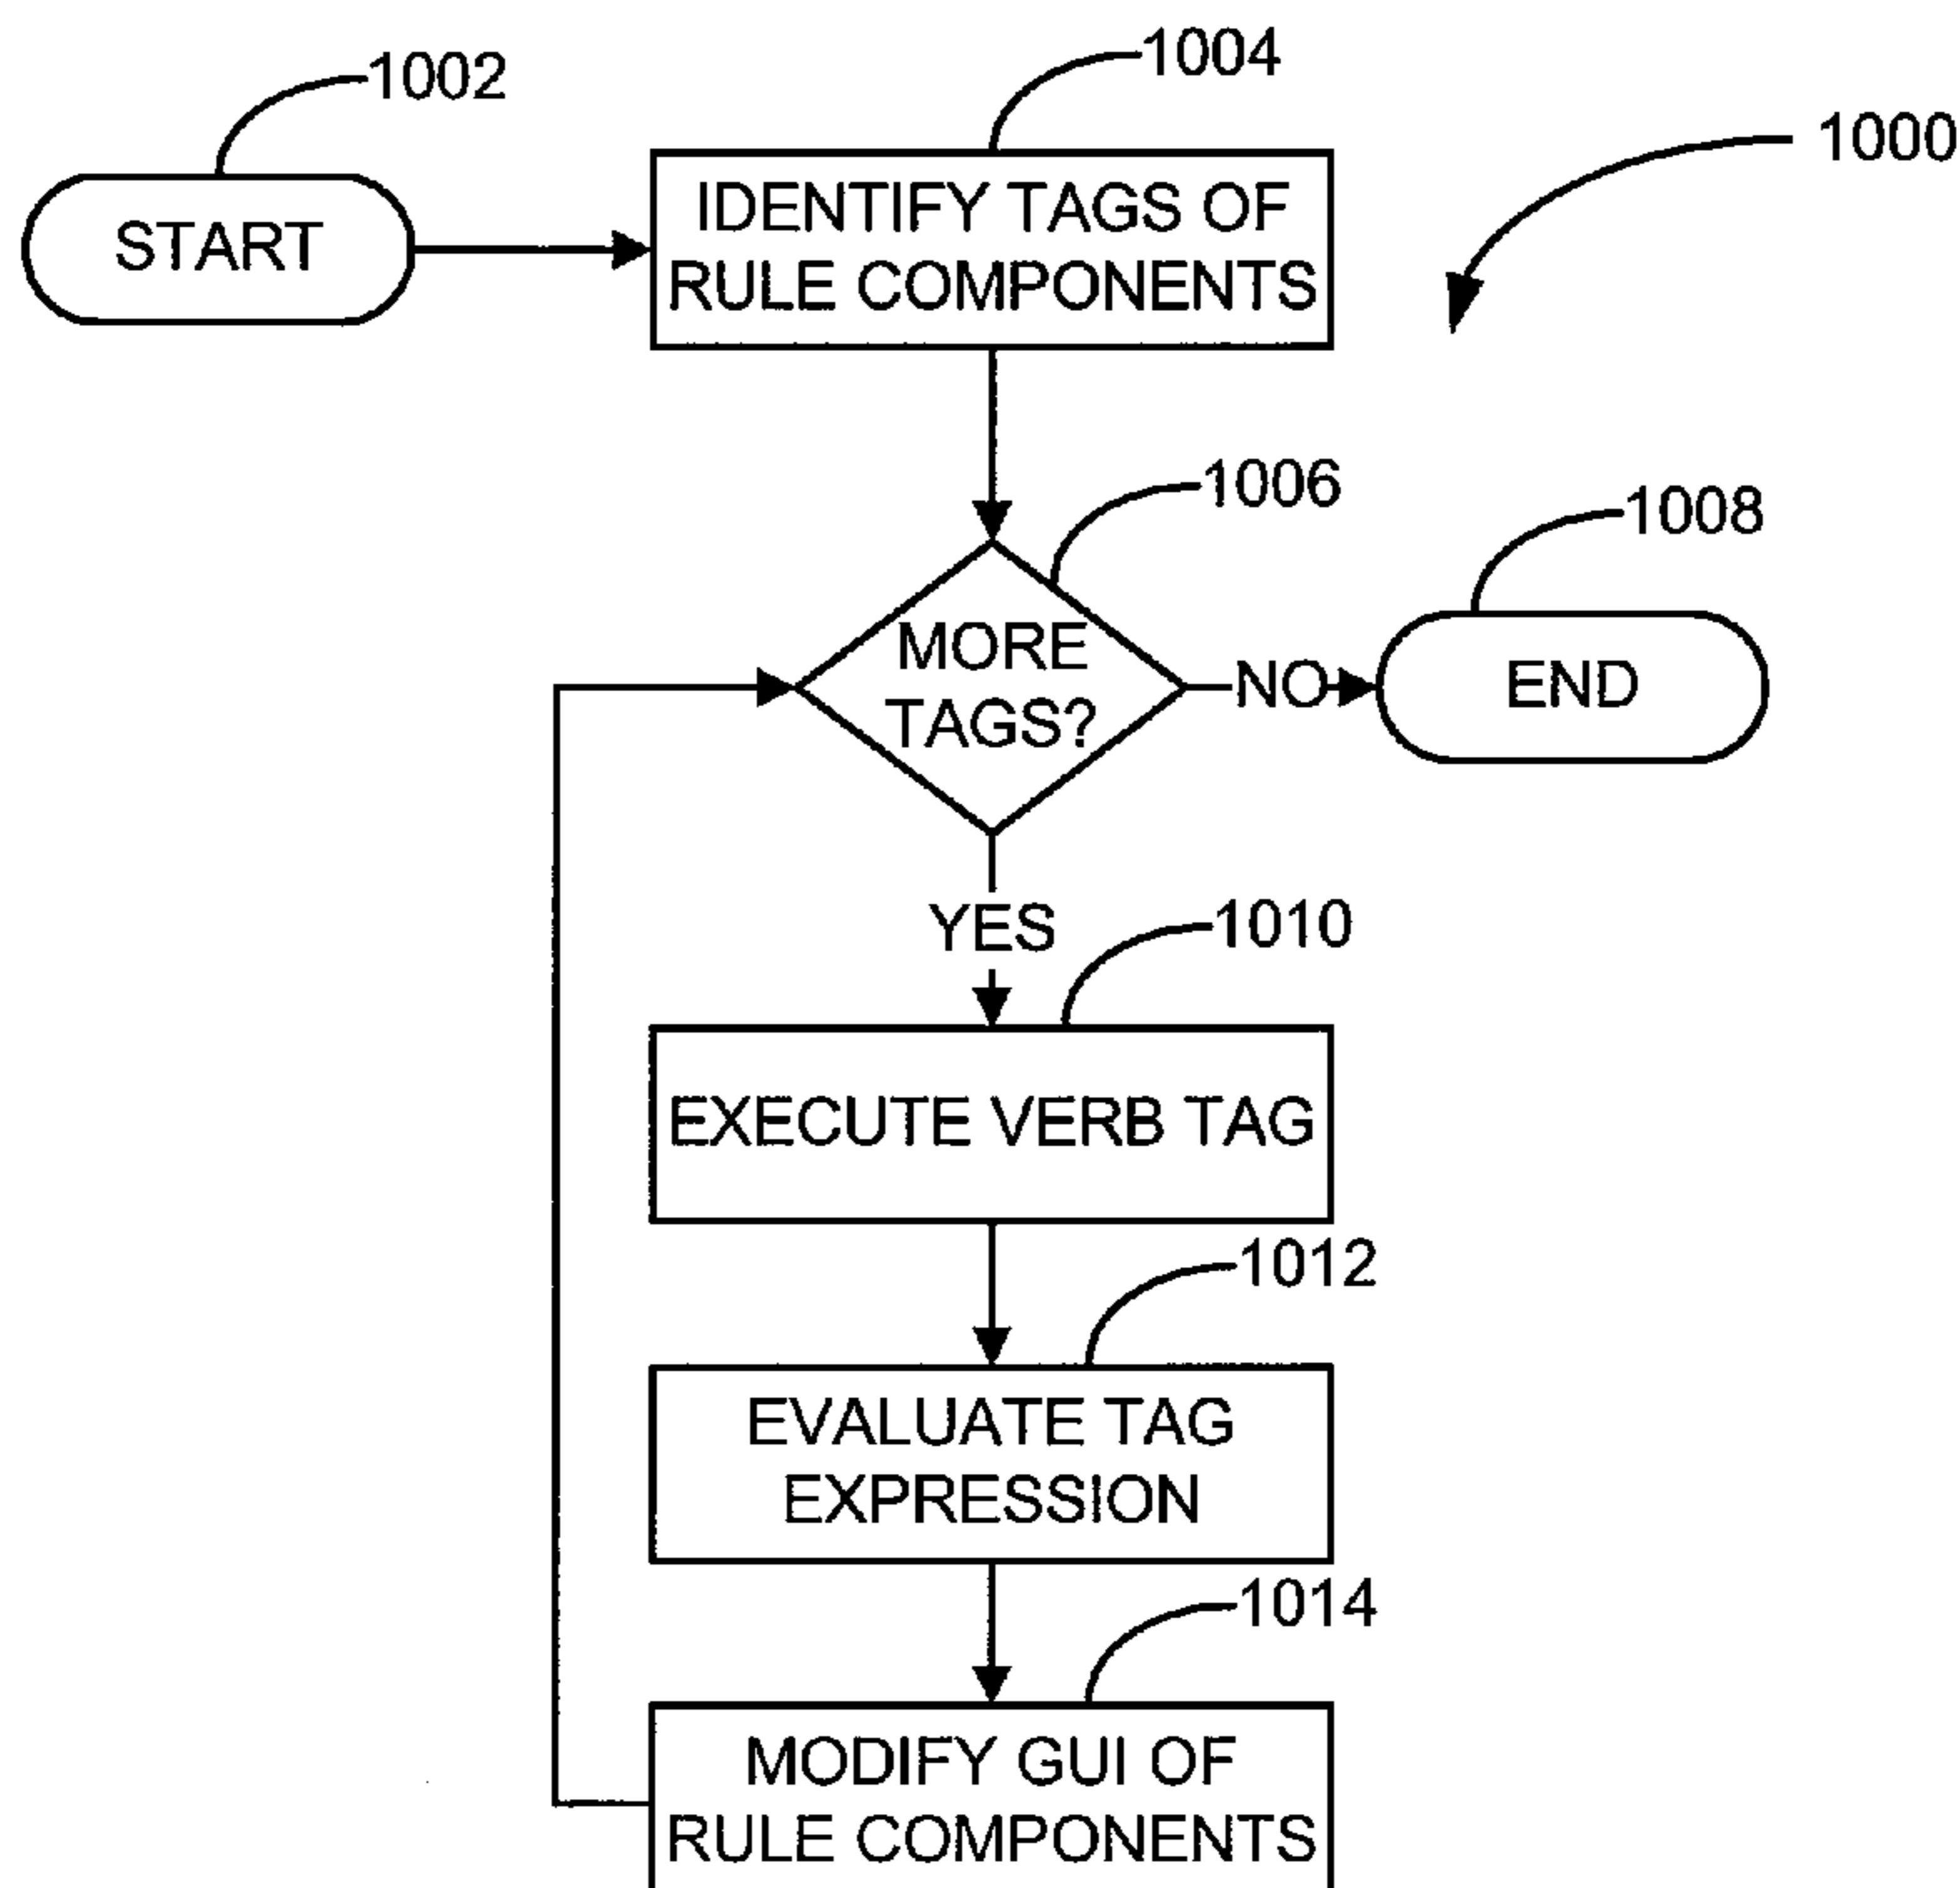 1002
1004
1000
START
IDENTIFY TAGS OF
RULE COMPONENTS
1006
1008
MORE
TAGS?
NO
END
YES
1010
EXECUTE VERB TAG
1012
EVALUATE TAG
EXPRESSION
1014
MODIFY GUI OF
RULE COMPONENTS